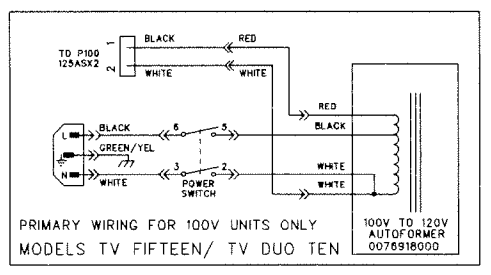 BLACK
RED
TO P100
125ASX2
1
2
WHITE
WHITE
RED
L
BLACK
6
5
BLACK
GREEN/YEL
N
WHITE
3
2
WHITE
WHITE
POWER
SWITCH
100V TO 120V
AUTOFORMER
0076918000
PRIMARY WIRING FOR 100V UNITS ONLY
MODELS TV FIFTEEN/ TV DUO TEN